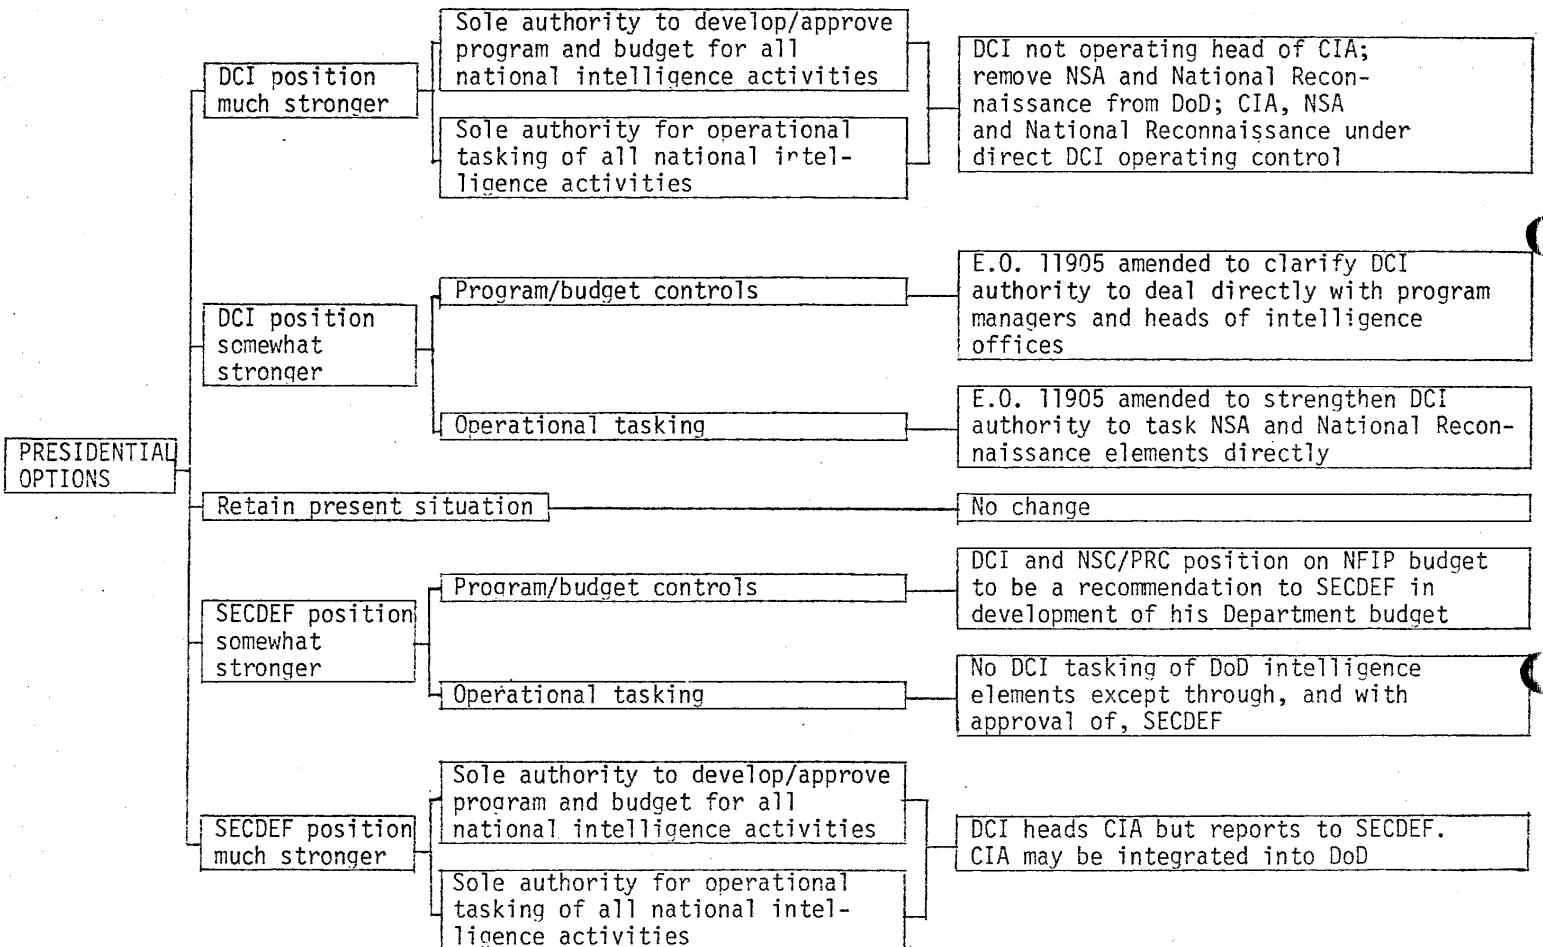 PRESIDENTIAL
OPTIONS
DCI position
much stronger
Sole authority to develop/approve
program and budget for all
national intelligence activities
Sole authority for operational
tasking of all national intel-
ligence activities
DCI not operating head of CIA;
remove NSA and National Recon-
naissance from DoD; CIA, NSA
and National Reconnaissance under
direct DCI operating control
DCI position
somewhat
stronger
Program/budget controls
E.O. 11905 amended to clarify DCI
authority to deal directly with program
managers and heads of intelligence
offices
Operational tasking
E.O. 11905 amended to strengthen DCI
authority to task NSA and National Recon-
naissance elements directly
Retain present situation
No change
SECDEF position
somewhat
stronger
Program/budget controls
DCI and NSC/PRC position on NFIP budget
to be a recommendation to SECDEF in
development of his Department budget
Operational tasking
No DCI tasking of DoD intelligence
elements except through, and with
approval of, SECDEF
SECDEF position
much stronger
Sole authority to develop/approve
program and budget for all
national intelligence activities
Sole authority for operational
tasking of all national intel-
ligence activities
DCI heads CIA but reports to SECDEF.
CIA may be integrated into DoD